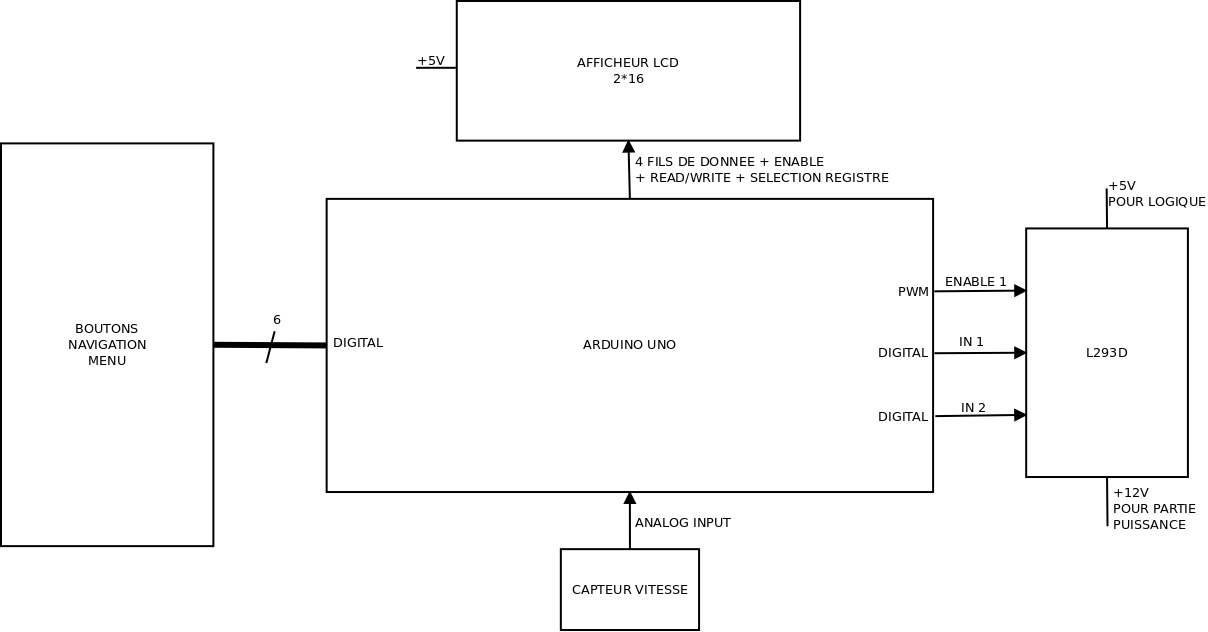 +5V
AFFICHEUR LCD
2*16
4 FILS DE DONNEE + ENABLE
+ READ/WRITE + SELECTION REGISTRE
+5V
POUR LOGIQUE
BOUTONS
NAVIGATION
MENU
6
DIGITAL
ARDUINO UNO
PWM
ENABLE 1
DIGITAL
IN 1
DIGITAL
IN 2
L293D
+12V
POUR PARTIE
PUISSANCE
ANALOG INPUT
CAPTEUR VITESSE